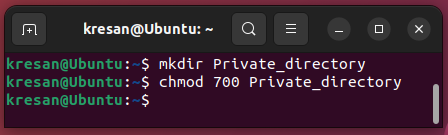 kresan@Ubuntu: ~
kresan@Ubuntu:~$ mkdir Private_directory
kresan@Ubuntu:~$ chmod 700 Private_directory
kresan@Ubuntu:~$